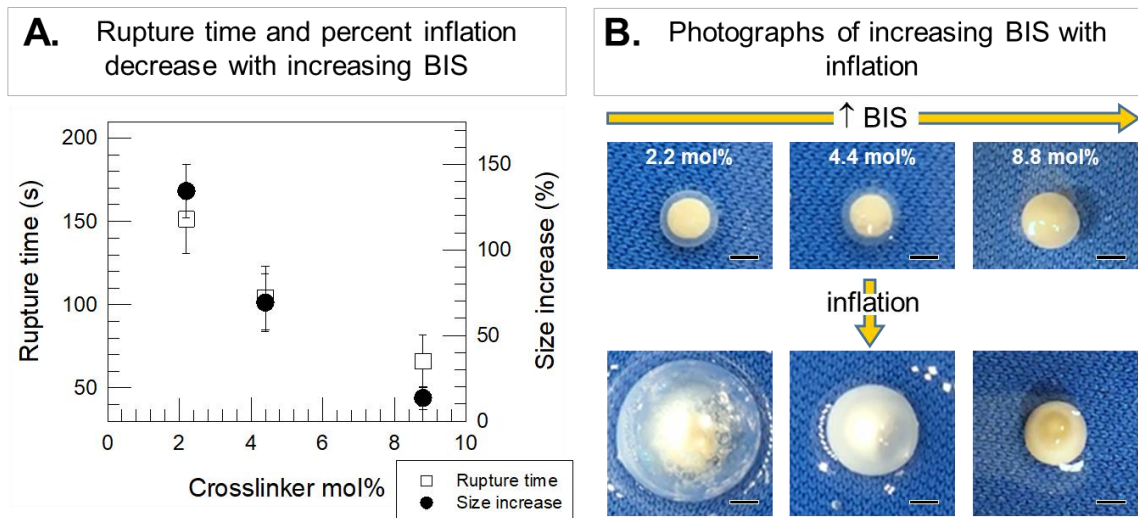 A.
Rupture time and percent inflation
decrease with increasing BIS
Rupture time (s)
200
150
100
50
0
2
4
6
8
10
Crosslinker mol%
150
100
50
0
Size increase (%)
Rupture time
Size increase
B.
Photographs of increasing BIS with
inflation
↑ BIS
2.2 mol%
4.4 mol%
8.8 mol%
inflation